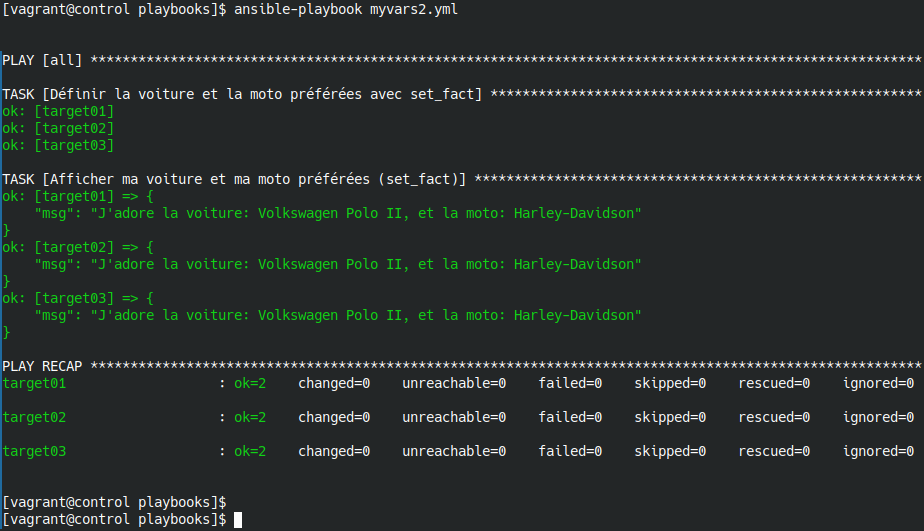 [vagrant@control playbooks]$ ansible-playbook myvars2.yml
PLAY [all] ********************************************************************************************************
TASK [Définir la voiture et la moto préférées avec set_fact] ******************************************************
ok: [target01]
ok: [target02]
ok: [target03]
TASK [Afficher ma voiture et ma moto préférées (set_fact)] ********************************************************
ok: [target01] => {
    "msg": "J'adore la voiture: Volkswagen Polo II, et la moto: Harley-Davidson"
}
ok: [target02] => {
    "msg": "J'adore la voiture: Volkswagen Polo II, et la moto: Harley-Davidson"
}
ok: [target03] => {
    "msg": "J'adore la voiture: Volkswagen Polo II, et la moto: Harley-Davidson"
}
PLAY RECAP ********************************************************************************************************
target01                   : ok=2    changed=0    unreachable=0    failed=0    skipped=0    rescued=0    ignored=0
target02                   : ok=2    changed=0    unreachable=0    failed=0    skipped=0    rescued=0    ignored=0
target03                   : ok=2    changed=0    unreachable=0    failed=0    skipped=0    rescued=0    ignored=0
[vagrant@control playbooks]$
[vagrant@control playbooks]$